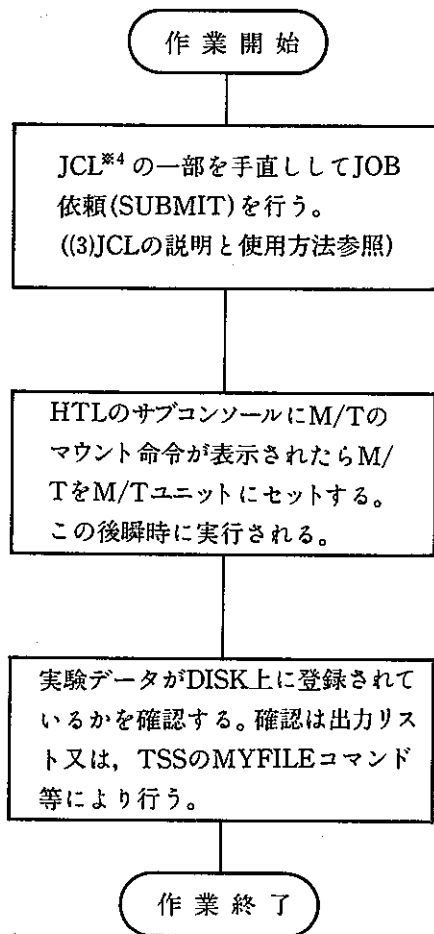 作業開始
JCL※4の一部を手直ししてJOB
依頼(SUBMIT)を行う。
((3)JCLの説明と使用方法参照)
HTLのサブコンソールにM/Tの
マウント命令が表示されたらM/
TをM/Tユニットにセットする。
この後瞬時に実行される。
実験データがDISK上に登録されて
いるかを確認する。確認は出力リス
ト又は，TSSのMYFILEコマンド
等により行う。
作業終了